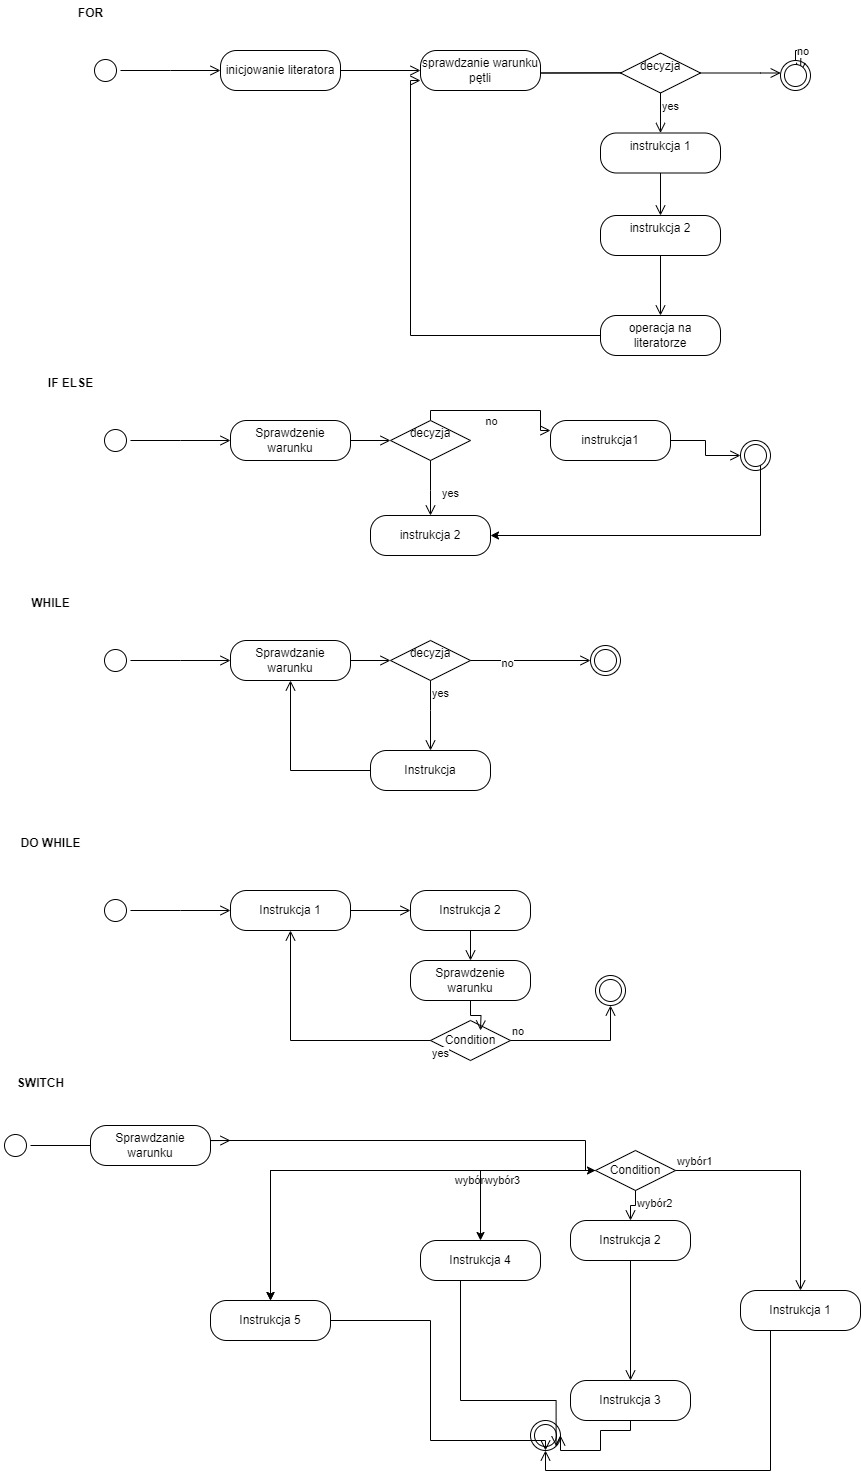 FOR
inicjowanie literatora
sprawdzanie warunku
pętli
decyzja
no
yes
instrukcja 1
instrukcja 2
operacja na
literatorze
IF ELSE
Sprawdzenie
warunku
decyzja
no
instrukcja1
yes
instrukcja 2
WHILE
Sprawdzanie
warunku
decyzja
no
yes
Instrukcja
DO WHILE
Instrukcja 1
Instrukcja 2
Sprawdzenie
warunku
Condition
no
yes
SWITCH
Sprawdzanie
warunku
Condition
wybór1
wybórwybór3
wybór2
Instrukcja 2
Instrukcja 4
Instrukcja 1
Instrukcja 5
Instrukcja 3